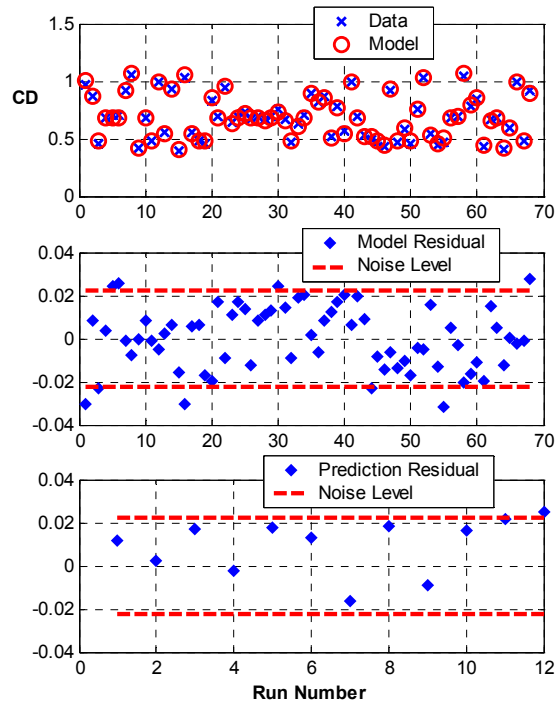 1.5
Data
Model
CD
1
0.5
0
0 10 20 30 40 50 60 70
0.04
Model Residual
Noise Level
0.02
0
-0.02
-0.04
0 10 20 30 40 50 60 70
0.04
Prediction Residual
Noise Level
0.02
0
-0.02
-0.04
0 2 4 6 8 10 12
Run Number